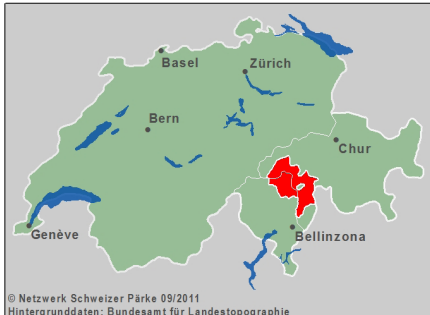 Basel
Zürich
Bern
Chur
Genève
Bellinzona
© Netzwerk Schweizer Pärke 09/2011
Hintergrunddaten: Bundesamt für Landestopographie